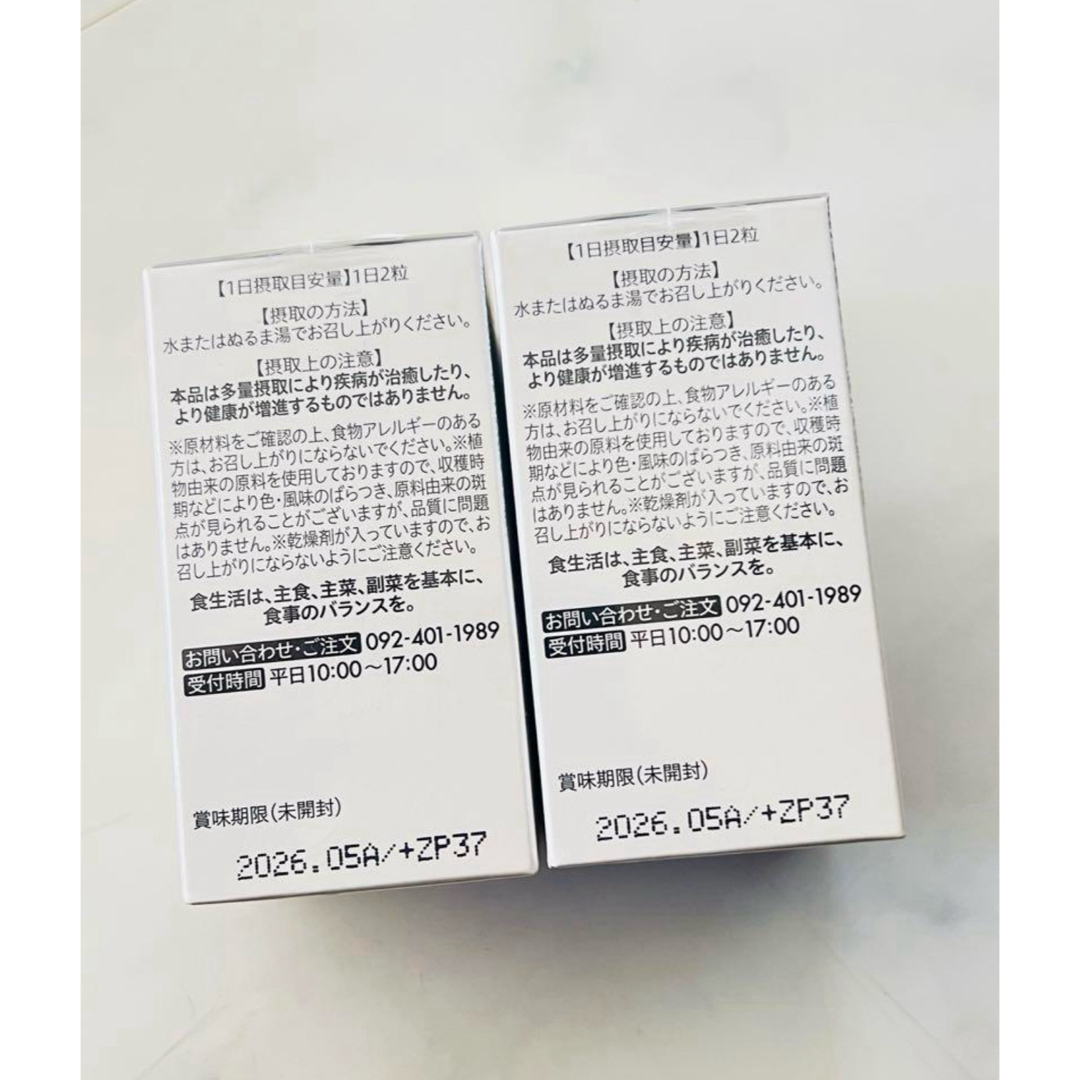 【1日摂取目安量】1日2粒
【摂取の方法】
水またはぬるま湯でお召し上がりください。
【摂取上の注意】
本品は多量摂取により疾病が治癒したり、
より健康が増進するものではありません。
※原材料をご確認の上、食物アレルギーのある
方は、お召し上がりにならないでください。※植
物由来の原料を使用しておりますので、収穫時
期などにより色・風味のばらつき、原料由来の斑
点が見られることがございますが、品質に問題
はありません。※乾燥剤が入っていますので、お
召し上がりにならないようにご注意ください。
食生活は、主食、主菜、副菜を基本に、
食事のバランスを。
お問い合わせ・ご注文 092-401-1989
受付時間 平日10:00〜17:00
賞味期限(未開封)
2026.05A/+ZP37
【1日摂取目安量】1日2粒
【摂取の方法】
水またはぬるま湯でお召し上がりください。
【摂取上の注意】
本品は多量摂取により疾病が治癒したり、
より健康が増進するものではありません。
※原材料をご確認の上、食物アレルギーのある
方は、お召し上がりにならないでください。※植
物由来の原料を使用しておりますので、収穫時
期などにより色・風味のばらつき、原料由来の斑
点が見られることがございますが、品質に問題
はありません。※乾燥剤が入っていますので、お
召し上がりにならないようにご注意ください。
食生活は、主食、主菜、副菜を基本に、
食事のバランスを。
お問い合わせ・ご注文 092-401-1989
受付時間 平日10:00〜17:00
賞味期限(未開封)
2026.05A/+ZP37